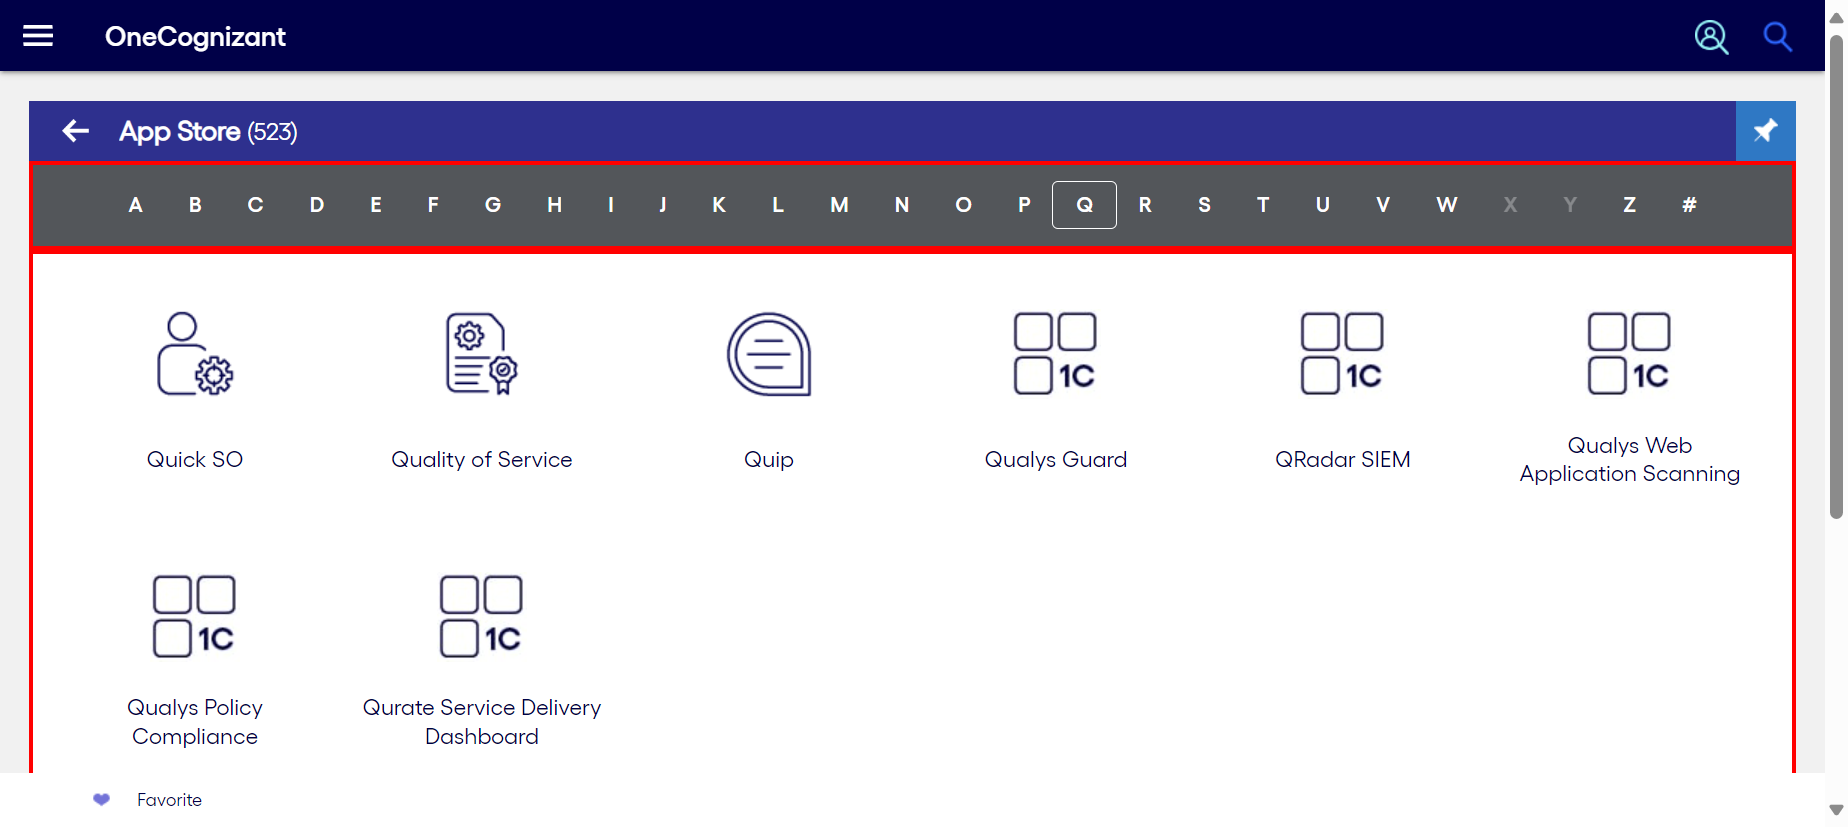 OneCognizant
App Store (523)
A B C D E F G H I J K L M N O P Q R S T U V W X Y Z #
1C 1C 1C
Quick SO Quality of Service Quip Qualys Guard QRadar SIEM Qualys Web
Application Scanning
1C 1C
Qualys Policy Qurate Service Delivery
Compliance Dashboard
Favorite